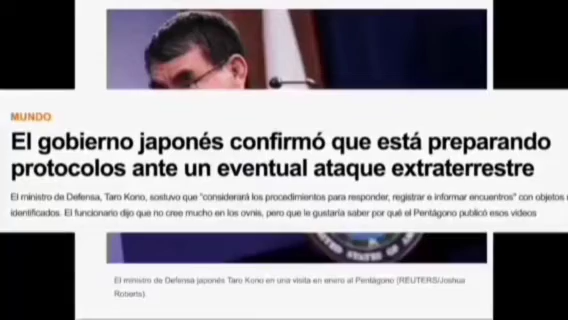 MUNDO
El gobierno japonés confirmó que está preparando
protocolos ante un eventual ataque extraterrestre
El ministro de Defensa, Taro Kono, sostuvo que "considerará los procedimientos para responder, registrar e informar encuentros" con objetos
identificados. El funcionario dijo que no cree mucho en los ovnis, pero que le gustaría saber por qué el Pentágono publicó esos videos
El ministro de Defensa japonés Taro Kono en una visita en enero al Pentágono (REUTERS/Joshua
Roberts)